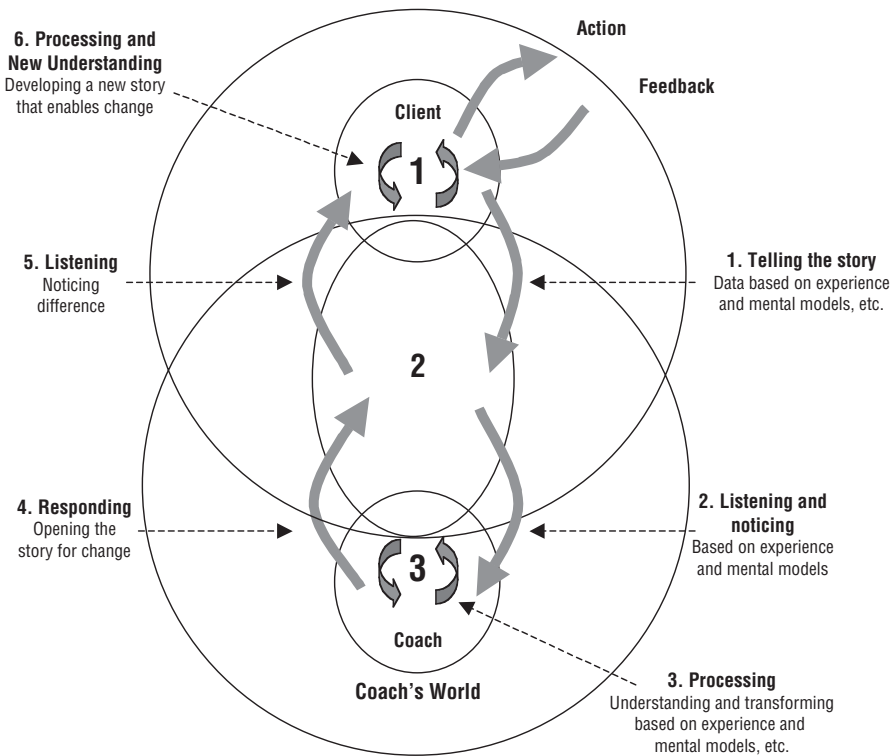 6. Processing and
New Understanding
Developing a new story
that enables change
Action
Feedback
Client
1
5. Listening
Noticing
difference
1. Telling the story
Data based on experience
and mental models, etc.
2
4. Responding
Opening the
story for change
2. Listening and
noticing
Based on experience
and mental models
3
Coach
Coach's World
3. Processing
Understanding and transforming
based on experience and
mental models, etc.